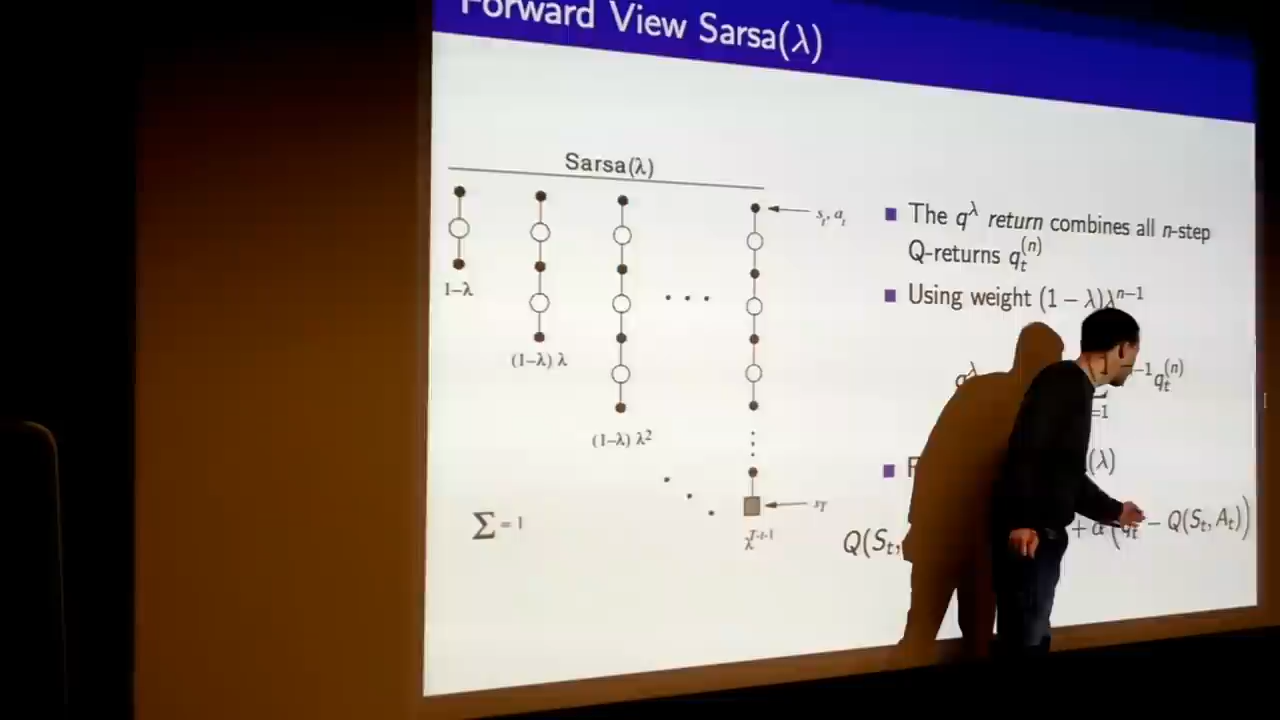 Forward View Sarsa(λ)
Sarsa(λ)
s_t, a_t
1–λ
(1–λ) λ
(1–λ) λ²
s_T
λ^{T-t-1}
Σ = 1
■ The q^λ return combines all n-step
Q-returns q_t^{(n)}
■ Using weight (1 − λ)λ^{n−1}
q^λ −1 q_t^{(n)}
=1
■ (λ)
Q(S_t, + α (q_t − Q(S_t, A_t))